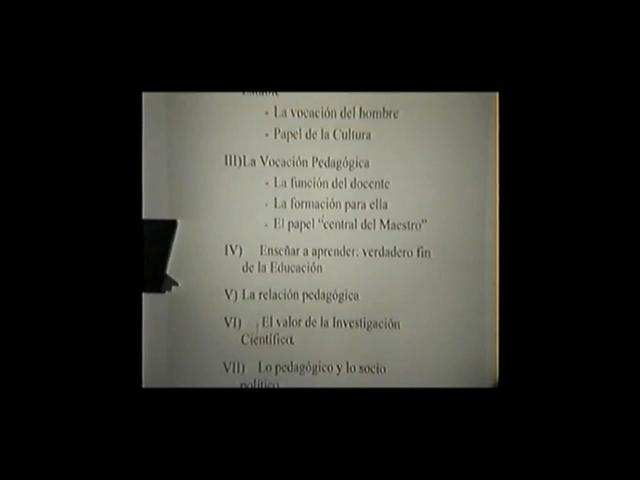 - La vocación del hombre
- Papel de la Cultura
III)La Vocación Pedagógica
- La función del docente
- La formación para ella
- El papel "central del Maestro"
IV) Enseñar a aprender: verdadero fin
de la Educación
V) La relación pedagógica
VI) El valor de la Investigación
Científica.
VII) Lo pedagógico y lo socio
político